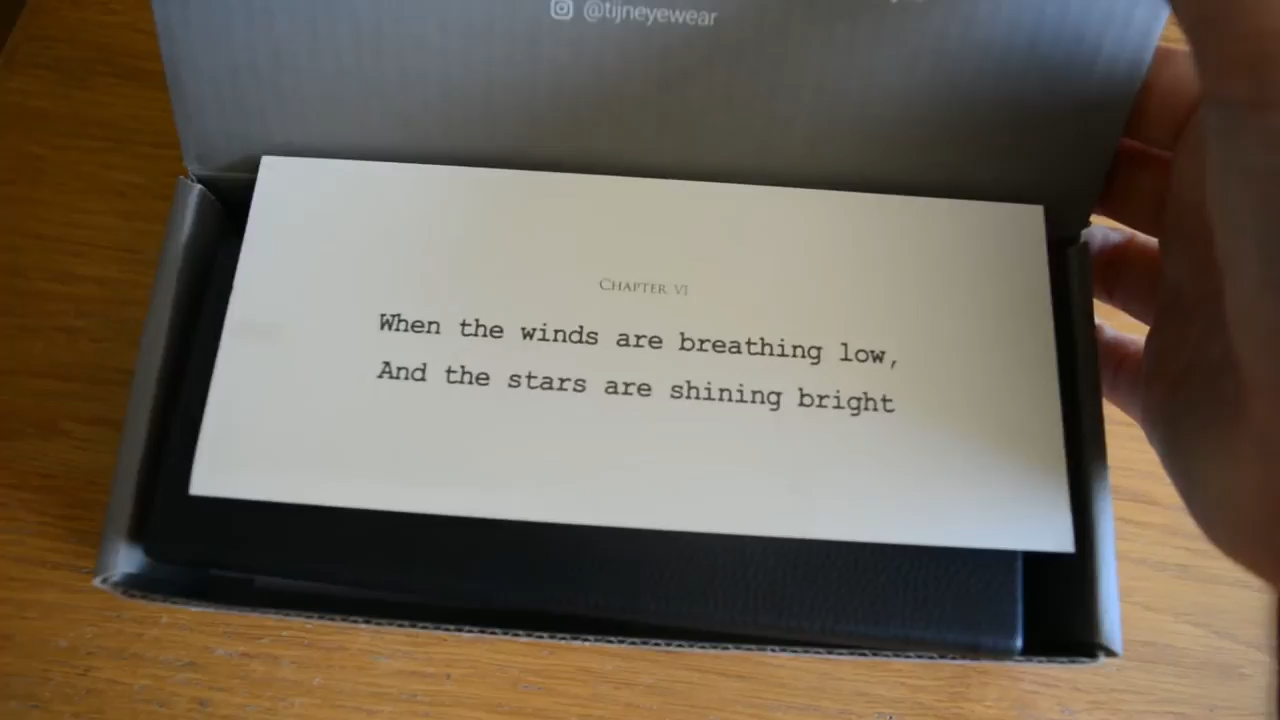 @tijneyewear
CHAPTER VI
When the winds are breathing low,
And the stars are shining bright